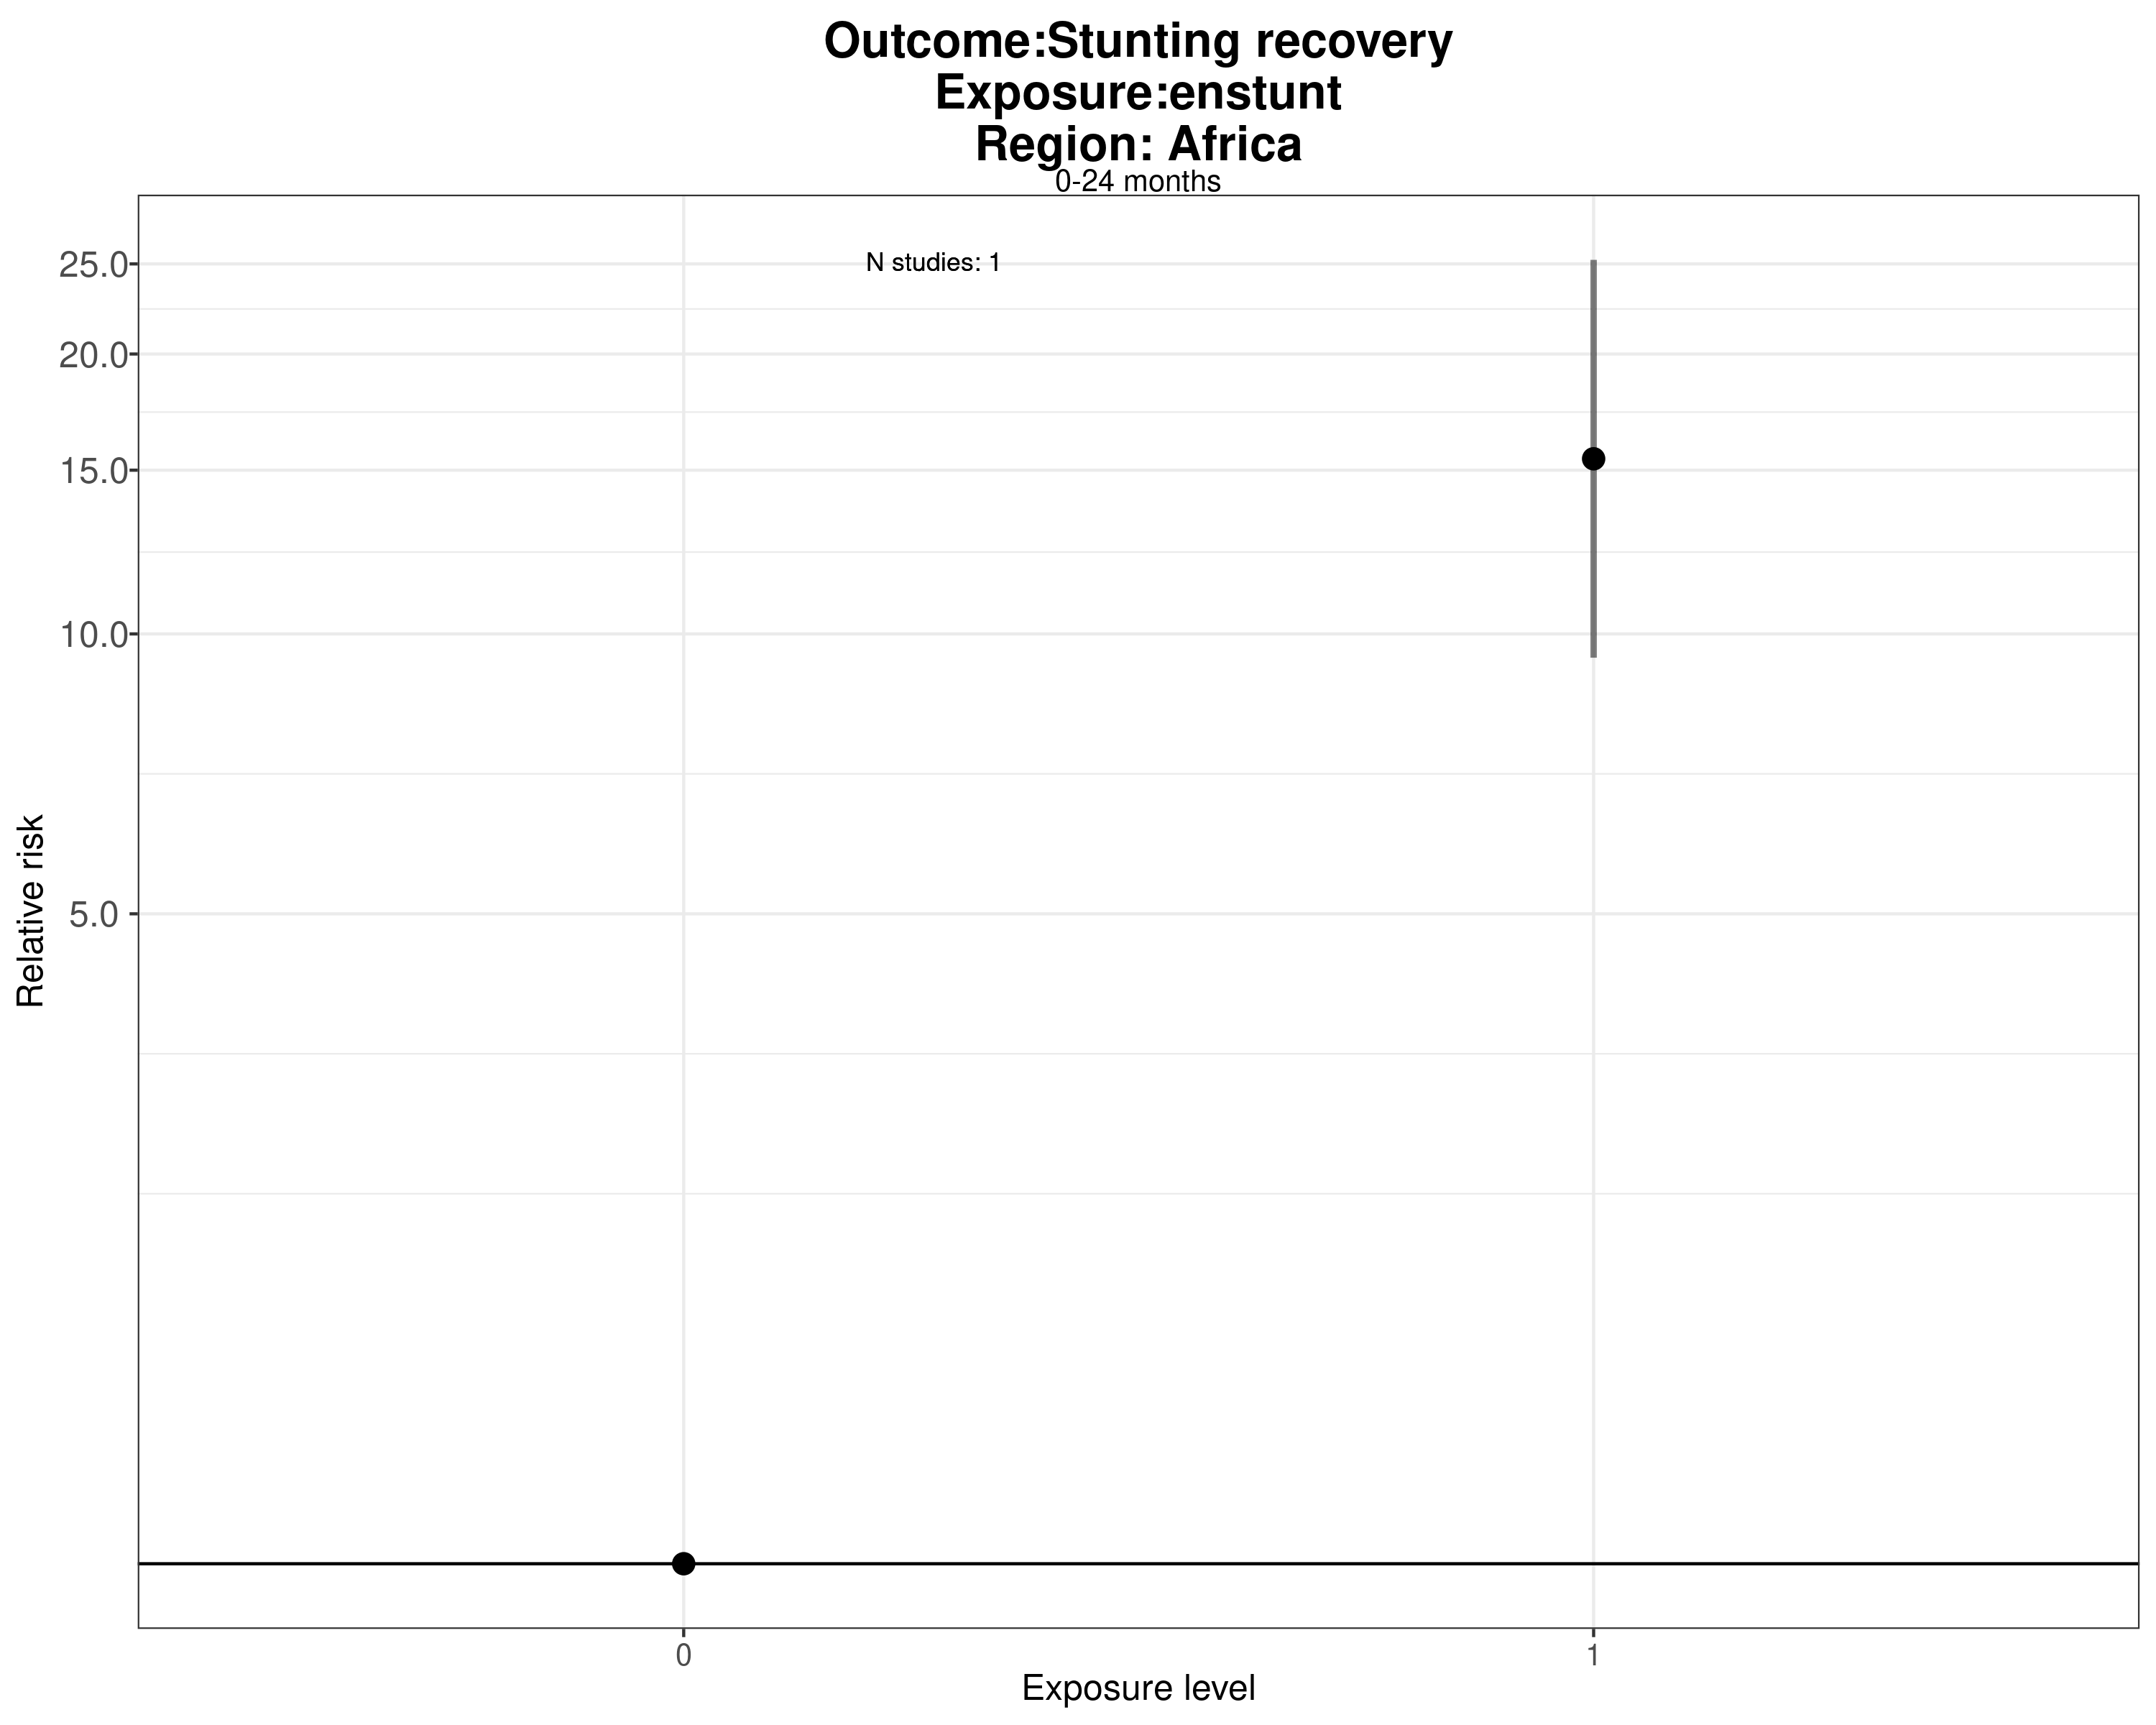 Outcome:Stunting recovery
Exposure:enstunt
Region: Africa
0-24 months
N studies: 1
25.0
20.0
15.0
10.0
5.0
Relative risk
0
1
Exposure level